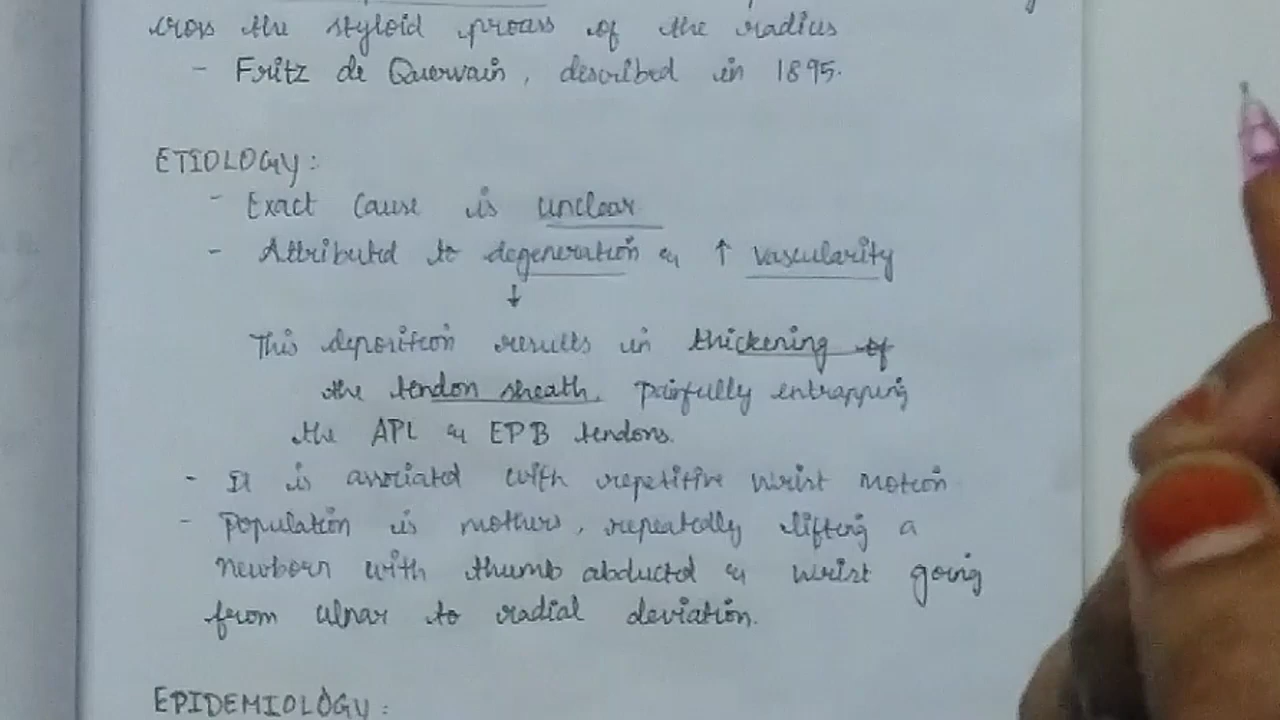 cross the styloid process of the radius
- Fritz de Quervain, described in 1895.
ETIOLOGY:
- Exact cause is unclear
- Attributed to degeneration & ↑ vascularity
↓
This deposition results in thickening of
the tendon sheath, painfully entrapping
the APL & EPB tendons.
- It is associated with repetitive wrist motion
- Population is mothers, repeatedly lifting a
newborn with thumb abducted & wrist going
from ulnar to radial deviation.
EPIDEMIOLOGY: